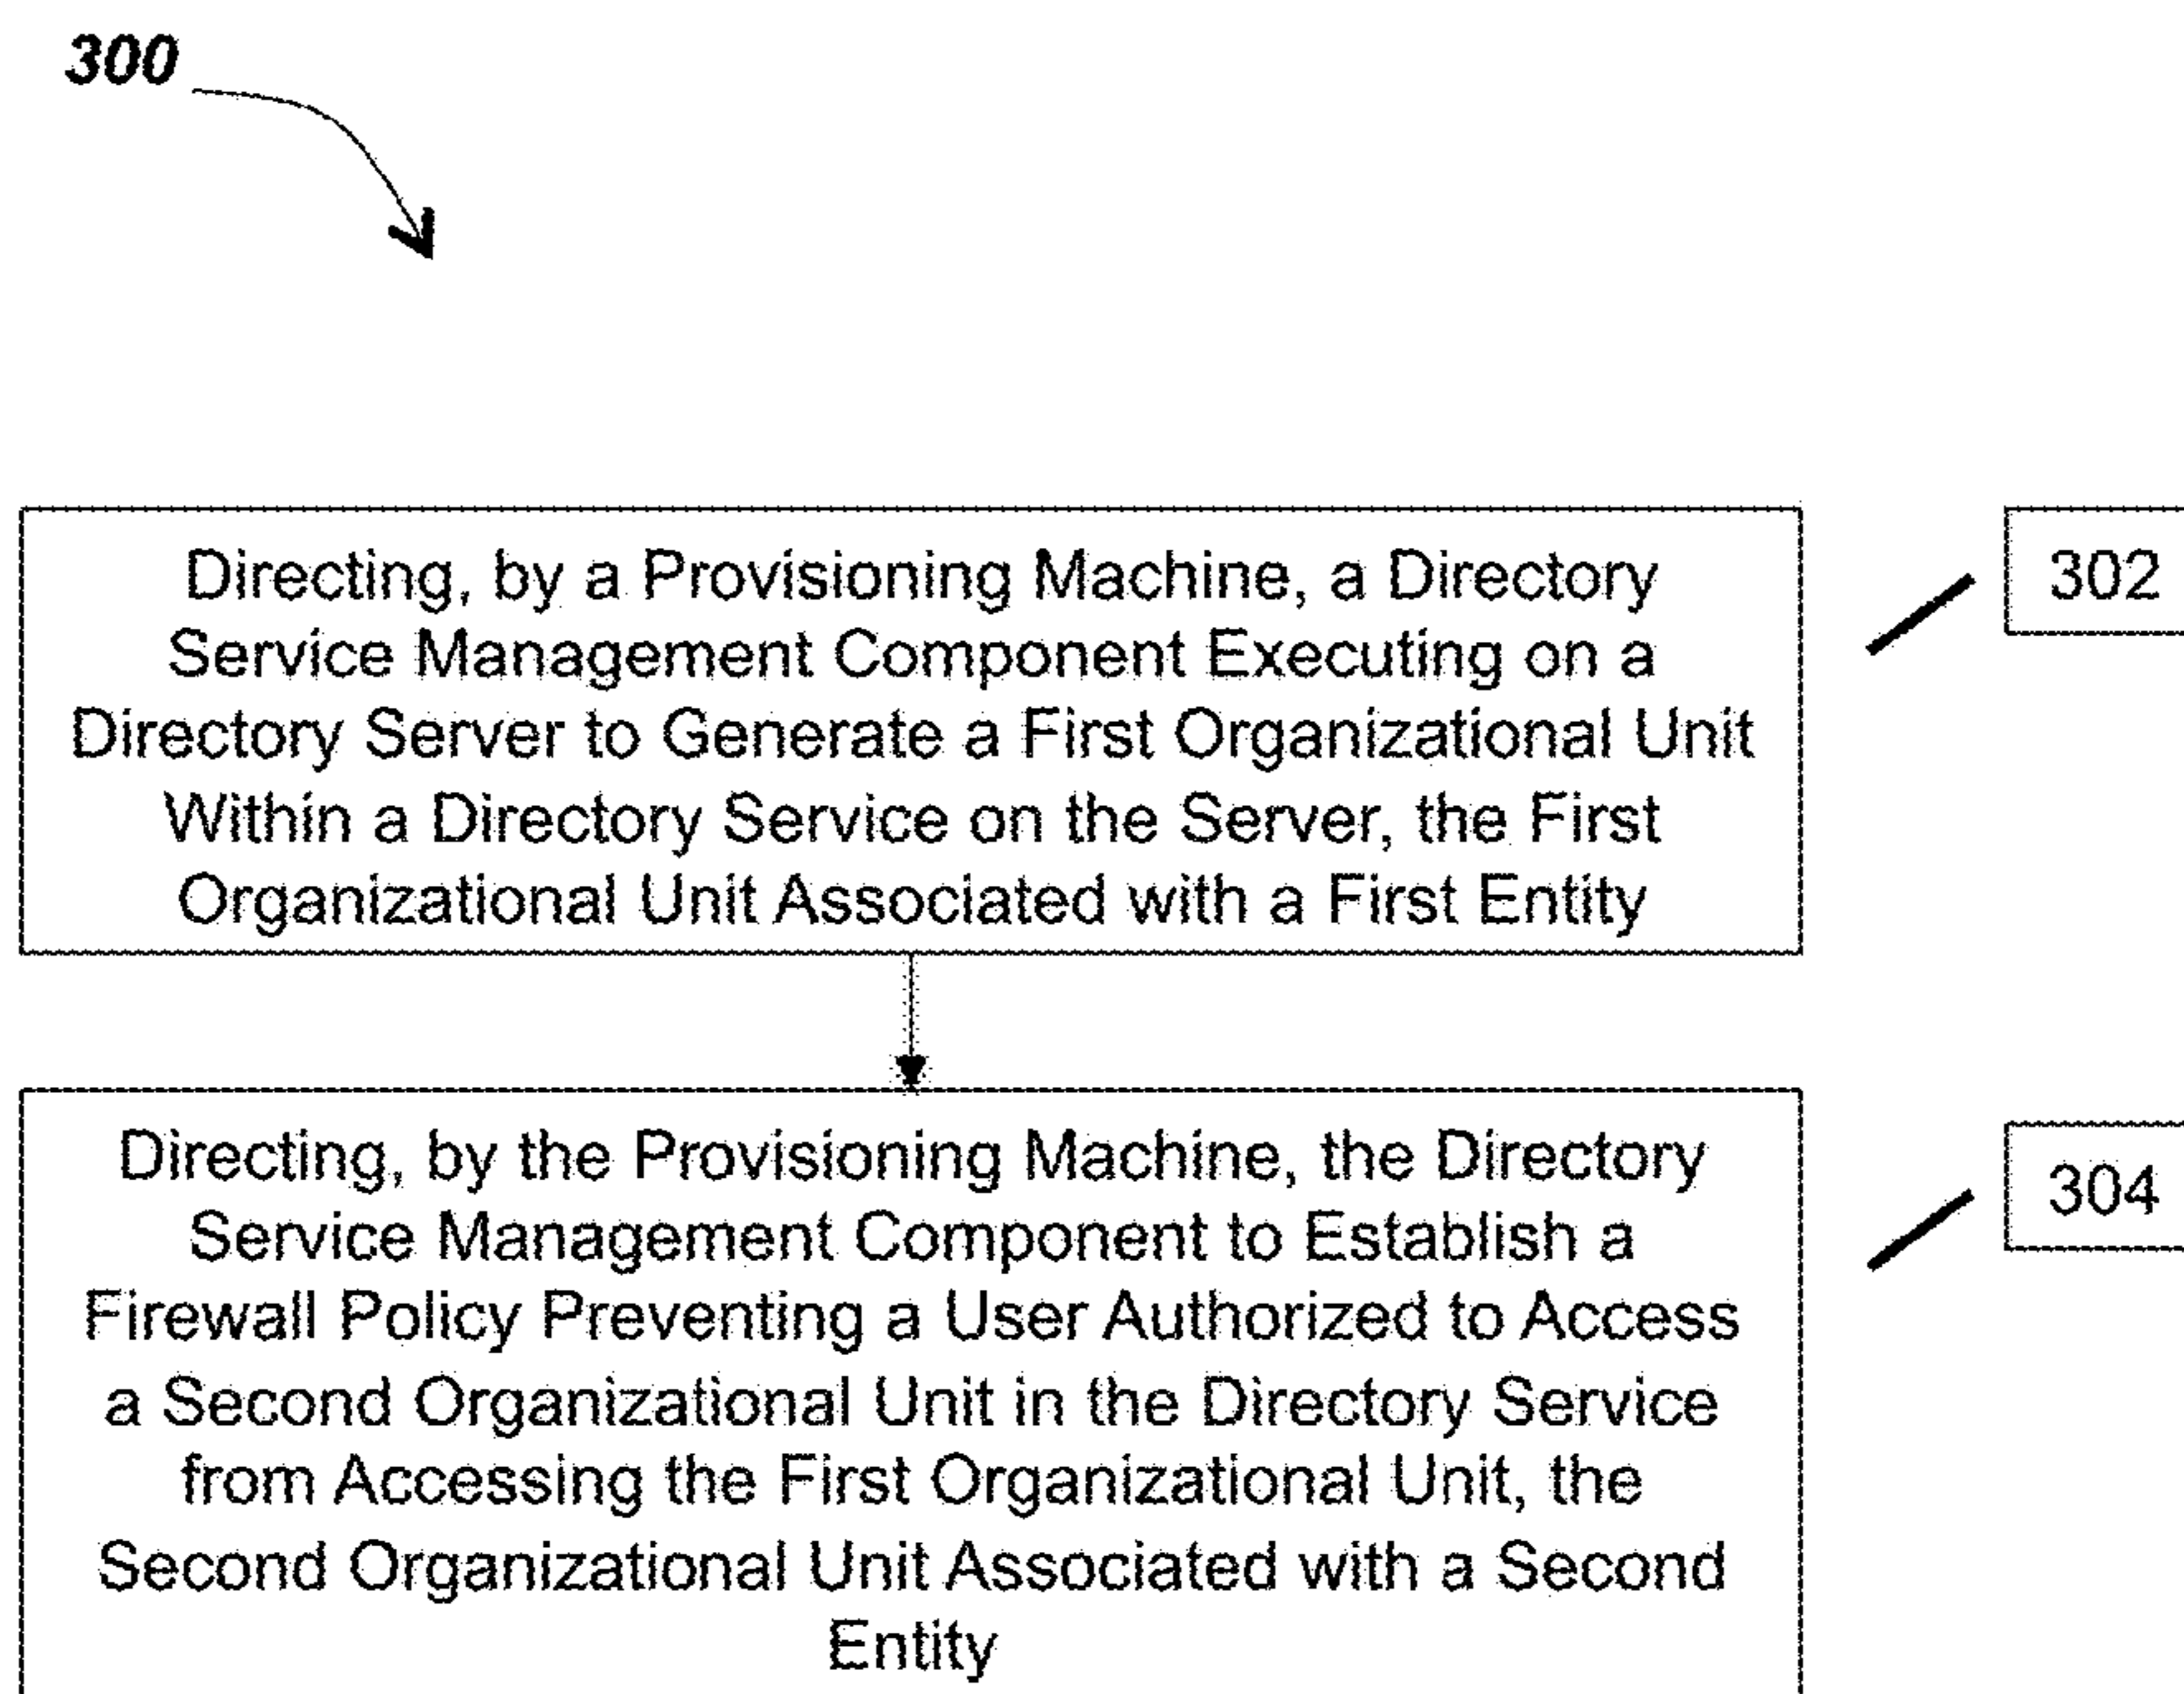 300
Directing, by a Provisioning Machine, a Directory
Service Management Component Executing on a
Directory Server to Generate a First Organizational Unit
Within a Directory Service on the Server, the First
Organizational Unit Associated with a First Entity
302
Directing, by the Provisioning Machine, the Directory
Service Management Component to Establish a
Firewall Policy Preventing a User Authorized to Access
a Second Organizational Unit in the Directory Service
from Accessing the First Organizational Unit, the
Second Organizational Unit Associated with a Second
Entity
304